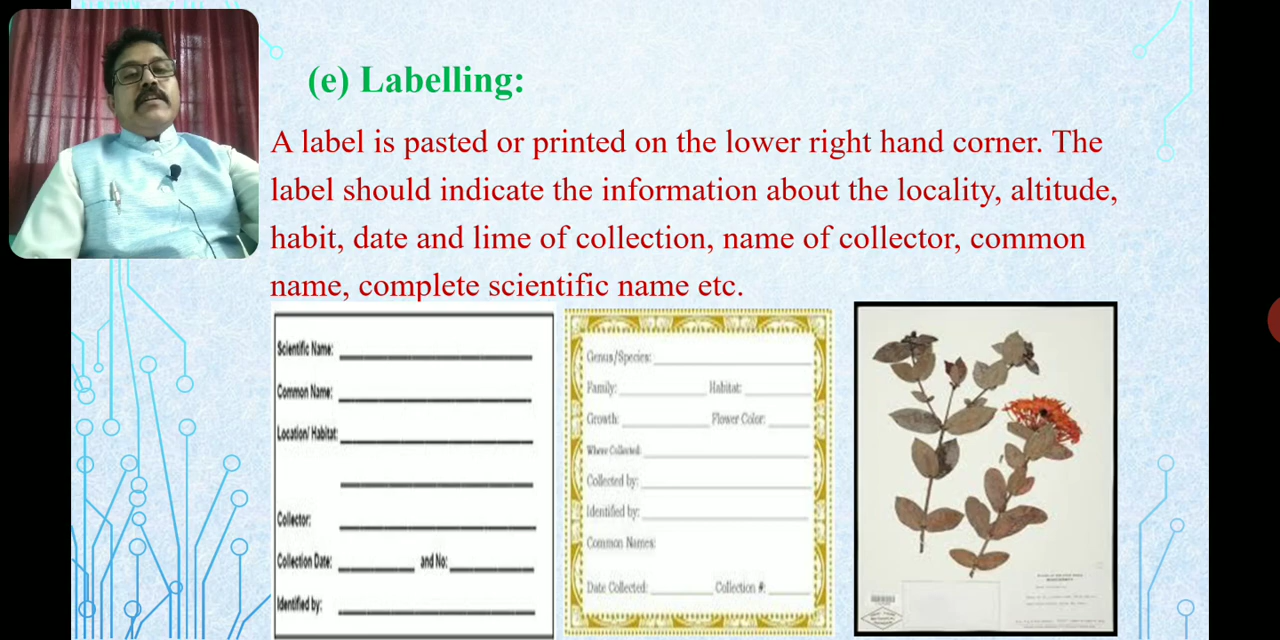 (e) Labelling:
A label is pasted or printed on the lower right hand corner. The
label should indicate the information about the locality, altitude,
habit, date and lime of collection, name of collector, common
name, complete scientific name etc.
Scientific Name:
Common Name:
Location/ Habitat:
Collector:
Collection Date: and No:
Identified by:
Genus/Species:
Family: Habitat:
Growth: Flower Color:
Where Collected:
Collected by:
Identified by:
Common Names:
Date Collected: Collection #: